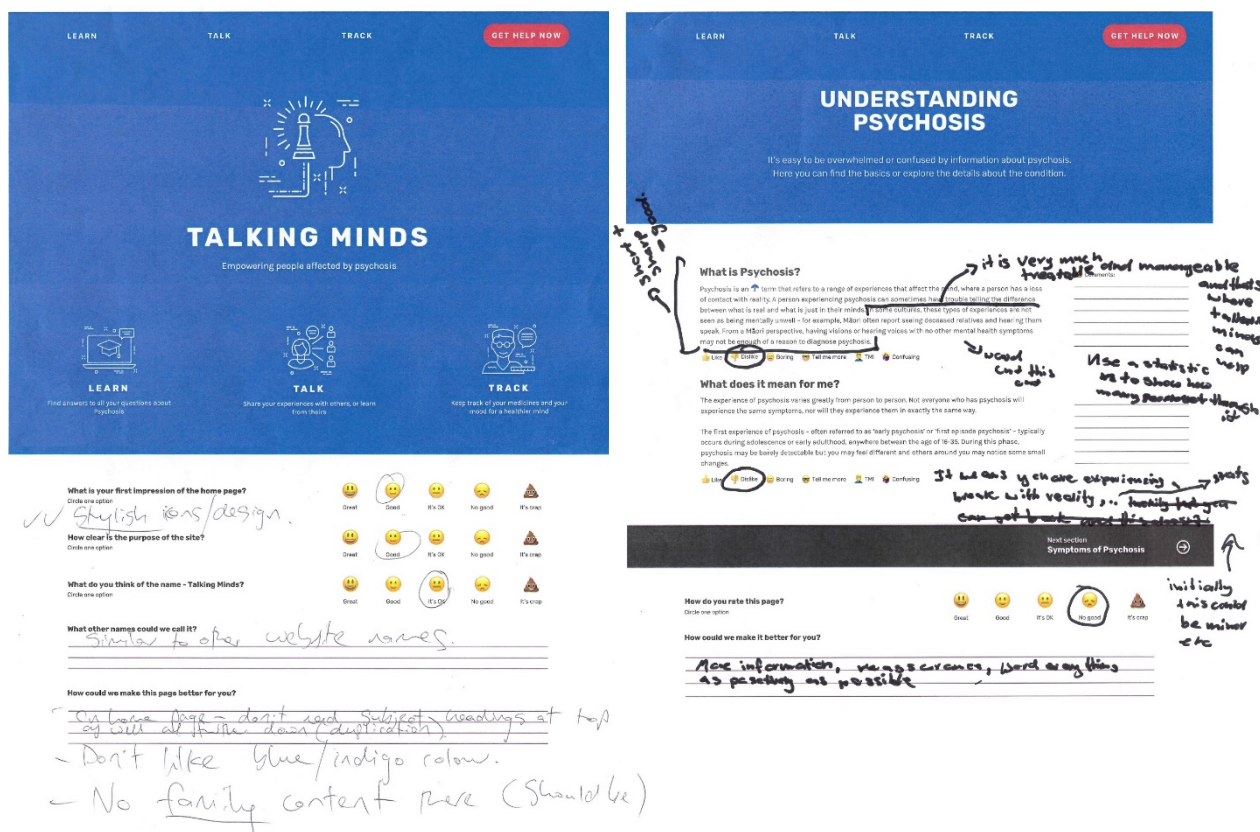 LEARN
TALK
TRACK
GET HELP NOW
TALKING MINDS
Empowering people affected by psychosis
LEARN
Find answers to all your questions about
Psychosis
TALK
Share your experiences with others, or learn
from theirs
TRACK
Keep track of your medicines and your
mood for a healthier mind
What is your first impression of the home page?
Circle one option
Great
Good
It's OK
No good
It's crap
Stylish icons/design.
How clear is the purpose of the site?
Circle one option
Great
Good
It's OK
No good
It's crap
What do you think of the name - Talking Minds?
Circle one option
Great
Good
It's OK
No good
It's crap
What other names could we call it?
Similar to other website names.
How could we make this page better for you?
- On home page - don't need subject headings at top
as well as further down (duplication)
- Don't like blue/indigo colour.
- No family content here (should be)
LEARN
TALK
TRACK
GET HELP NOW
UNDERSTANDING
PSYCHOSIS
It's easy to be overwhelmed or confused by information about psychosis.
Here you can find the basics or explore the details about the condition.
short +
sharp -
good.
What is Psychosis?
Psychosis is an term that refers to a range of experiences that affect the mind, where a person has a loss
of contact with reality. A person experiencing psychosis can sometimes have trouble telling the difference
between what is real and what is just in their minds. In some cultures, these types of experiences are not
seen as being mentally unwell – for example, Māori often report seeing deceased relatives and hearing them
speak. From a Māori perspective, having visions or hearing voices with no other mental health symptoms
may not be enough of a reason to diagnose psychosis.
Like
Dislike
Boring
Tell me more
TMI
Confusing
it is very much
treatable and manageable
and thats
where
talking
minds
can
help
Comments:
this
out
Use a statistic
to show how
many
it
What does it mean for me?
The experience of psychosis varies greatly from person to person. Not everyone who has psychosis will
experience the same symptoms, nor will they experience them in exactly the same way.
The first experience of psychosis – often referred to as 'early psychosis' or 'first episode psychosis' – typically
occurs during adolescence or early adulthood, anywhere between the age of 16-35. During this phase,
psychosis may be barely detectable but you may feel different and others around you may notice some small
changes.
Like
Dislike
Boring
Tell me more
TMI
Confusing
It means you are experiencing
break with reality,..
stats
Next section
Symptoms of Psychosis
initially
this could
be minor
etc
How do you rate this page?
Circle one option
Great
Good
It's OK
No good
It's crap
How could we make it better for you?
More information, reassurance, word everything
as positively as possible